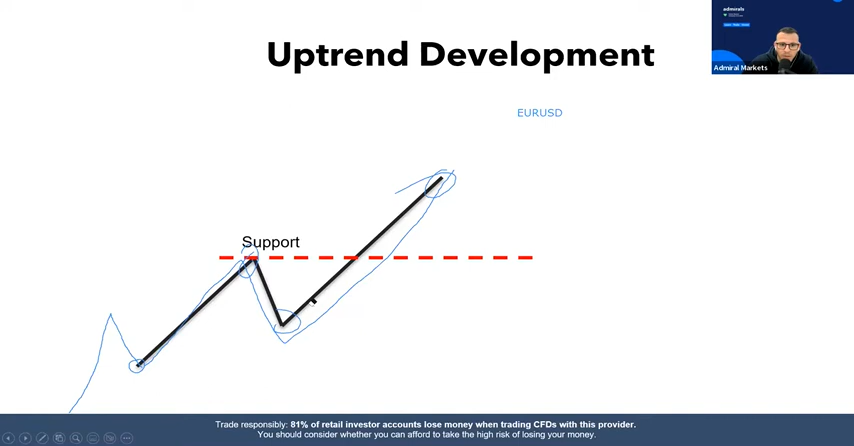 admirals
Uptrend Development
Admiral Markets
EURUSD
Support
Trade responsibly: 81% of retail investor accounts lose money when trading CFDs with this provider.
You should consider whether you can afford to take the high risk of losing your money.